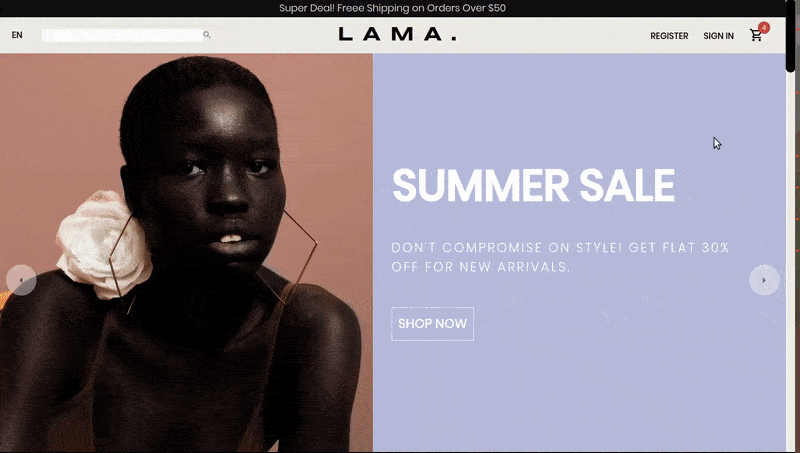 Super Deal! Freee Shipping on Orders Over $50
EN
LAMA.
REGISTER
SIGN IN
4
SUMMER SALE
DON'T COMPROMISE ON STYLE! GET FLAT 30%
OFF FOR NEW ARRIVALS.
SHOP NOW